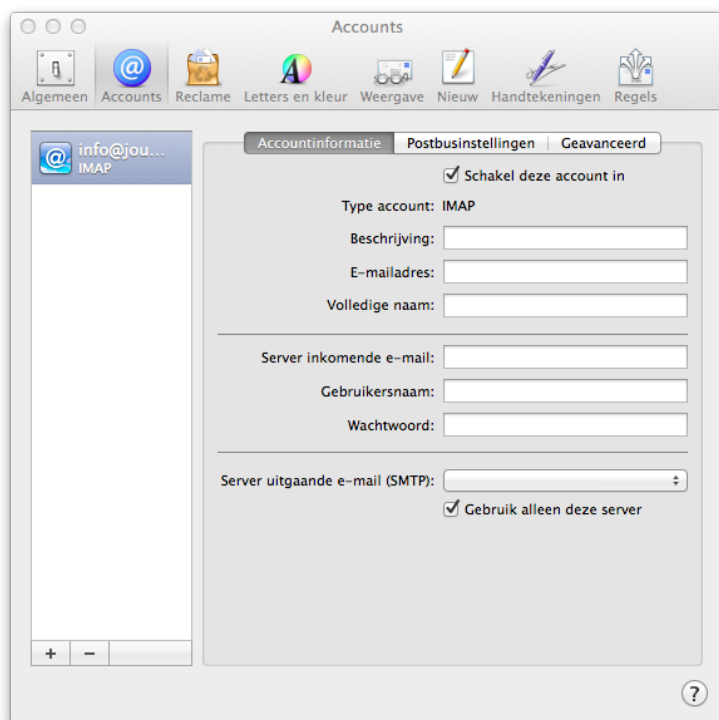 Accounts
Algemeen Accounts Reclame Letters en kleur Weergave Nieuw Handtekeningen Regels
info@jou...
IMAP
Accountinformatie Postbusinstellingen Geavanceerd
Schakel deze account in
Type account: IMAP
Beschrijving:
E-mailadres:
Volledige naam:
Server inkomende e-mail:
Gebruikersnaam:
Wachtwoord:
Server uitgaande e-mail (SMTP):
Gebruik alleen deze server
+ −
?